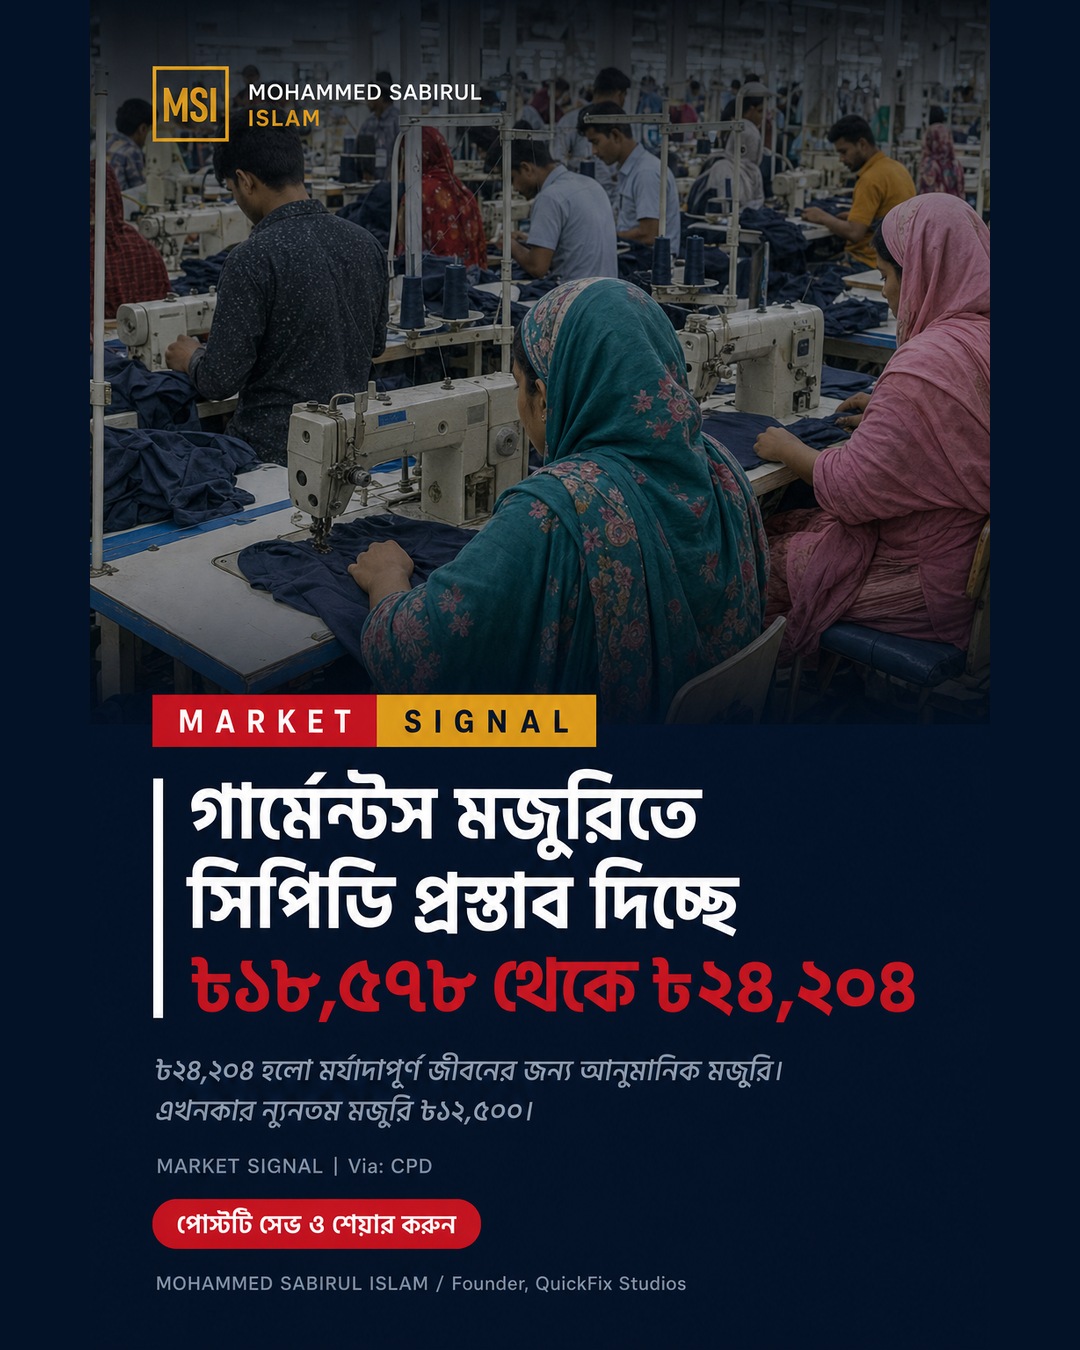 MSI
MOHAMMED SABIRUL
ISLAM
MARKET SIGNAL
গার্মেন্টস মজুরিতে
সিপিডি প্রস্তাব দিচ্ছে
৳১৮,৫৭৮ থেকে ৳২৪,২০৪
৳২৪,২০৪ হলো মর্যাদাপূর্ণ জীবনের জন্য আনুমানিক মজুরি।
এখনকার ন্যুনতম মজুরি ৳১২,৫০০।
MARKET SIGNAL | Via: CPD
পোস্টটি সেভ ও শেয়ার করুন
MOHAMMED SABIRUL ISLAM / Founder, QuickFix Studios